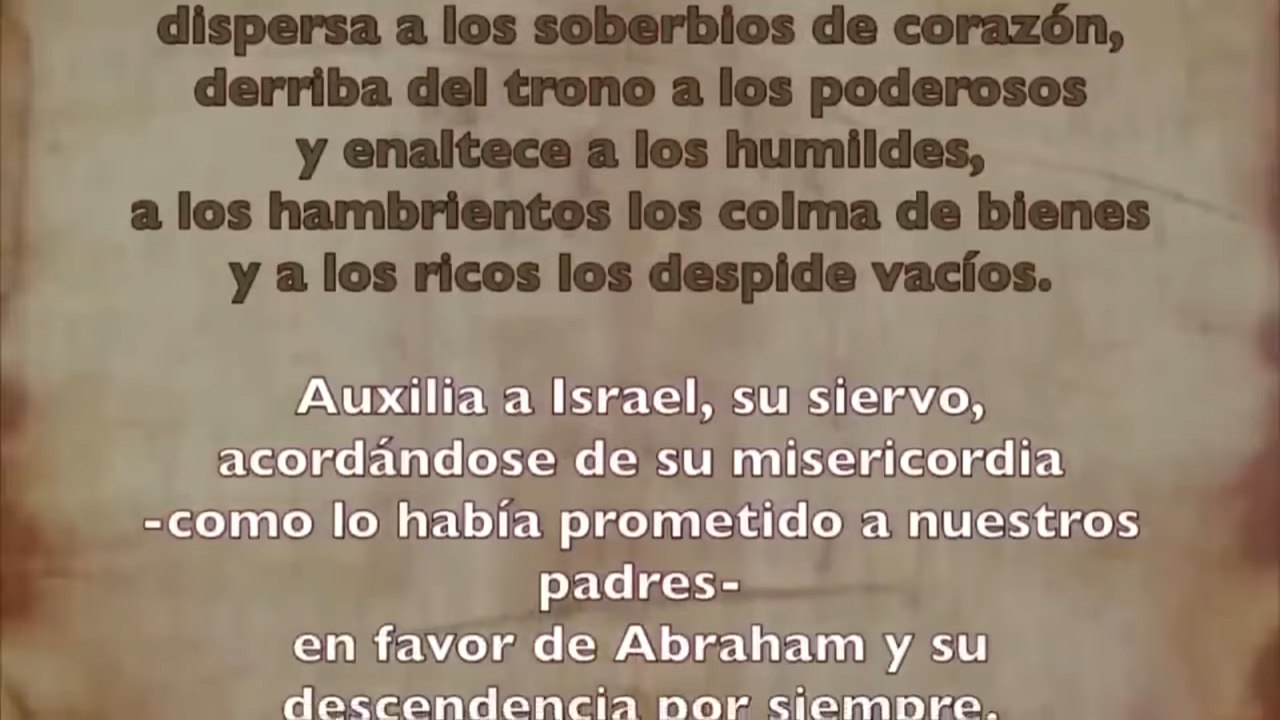 dispersa a los soberbios de corazón,
derriba del trono a los poderosos
y enaltece a los humildes,
a los hambrientos los colma de bienes
y a los ricos los despide vacíos.
Auxilia a Israel, su siervo,
acordándose de su misericordia
-como lo había prometido a nuestros
padres-
en favor de Abraham y su
descendencia por siempre.